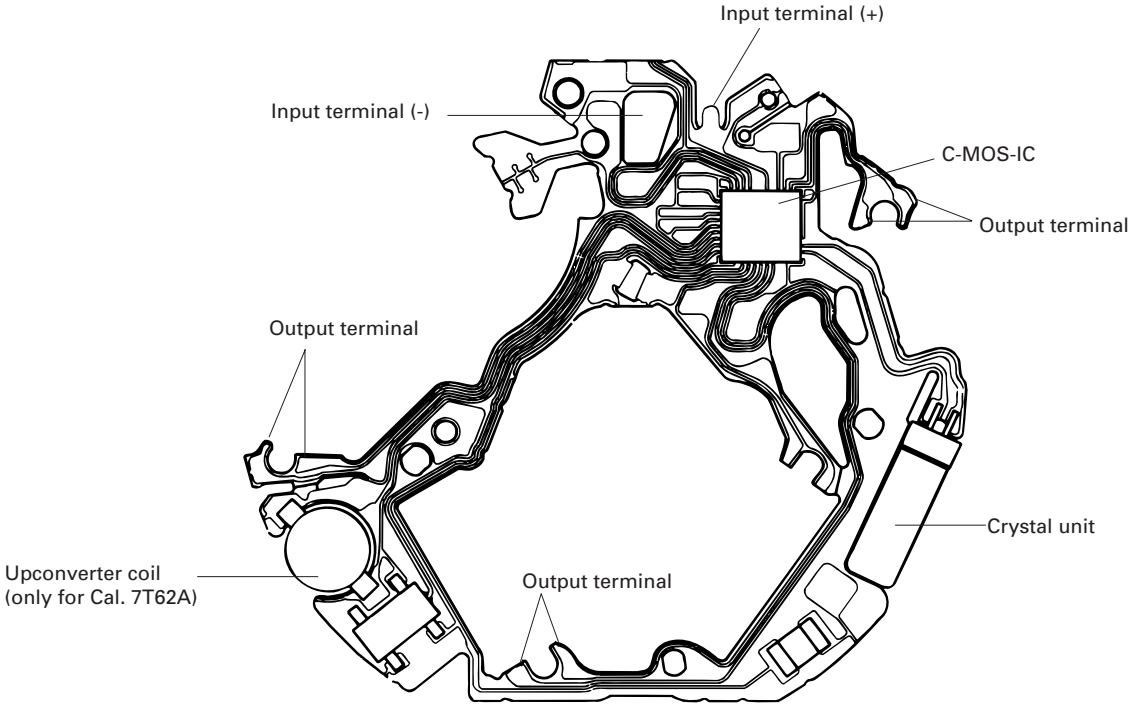 Input terminal (+)
Input terminal (-)
C-MOS-IC
Output terminal
Output terminal
Crystal unit
Upconverter coil
(only for Cal. 7T62A)
Output terminal